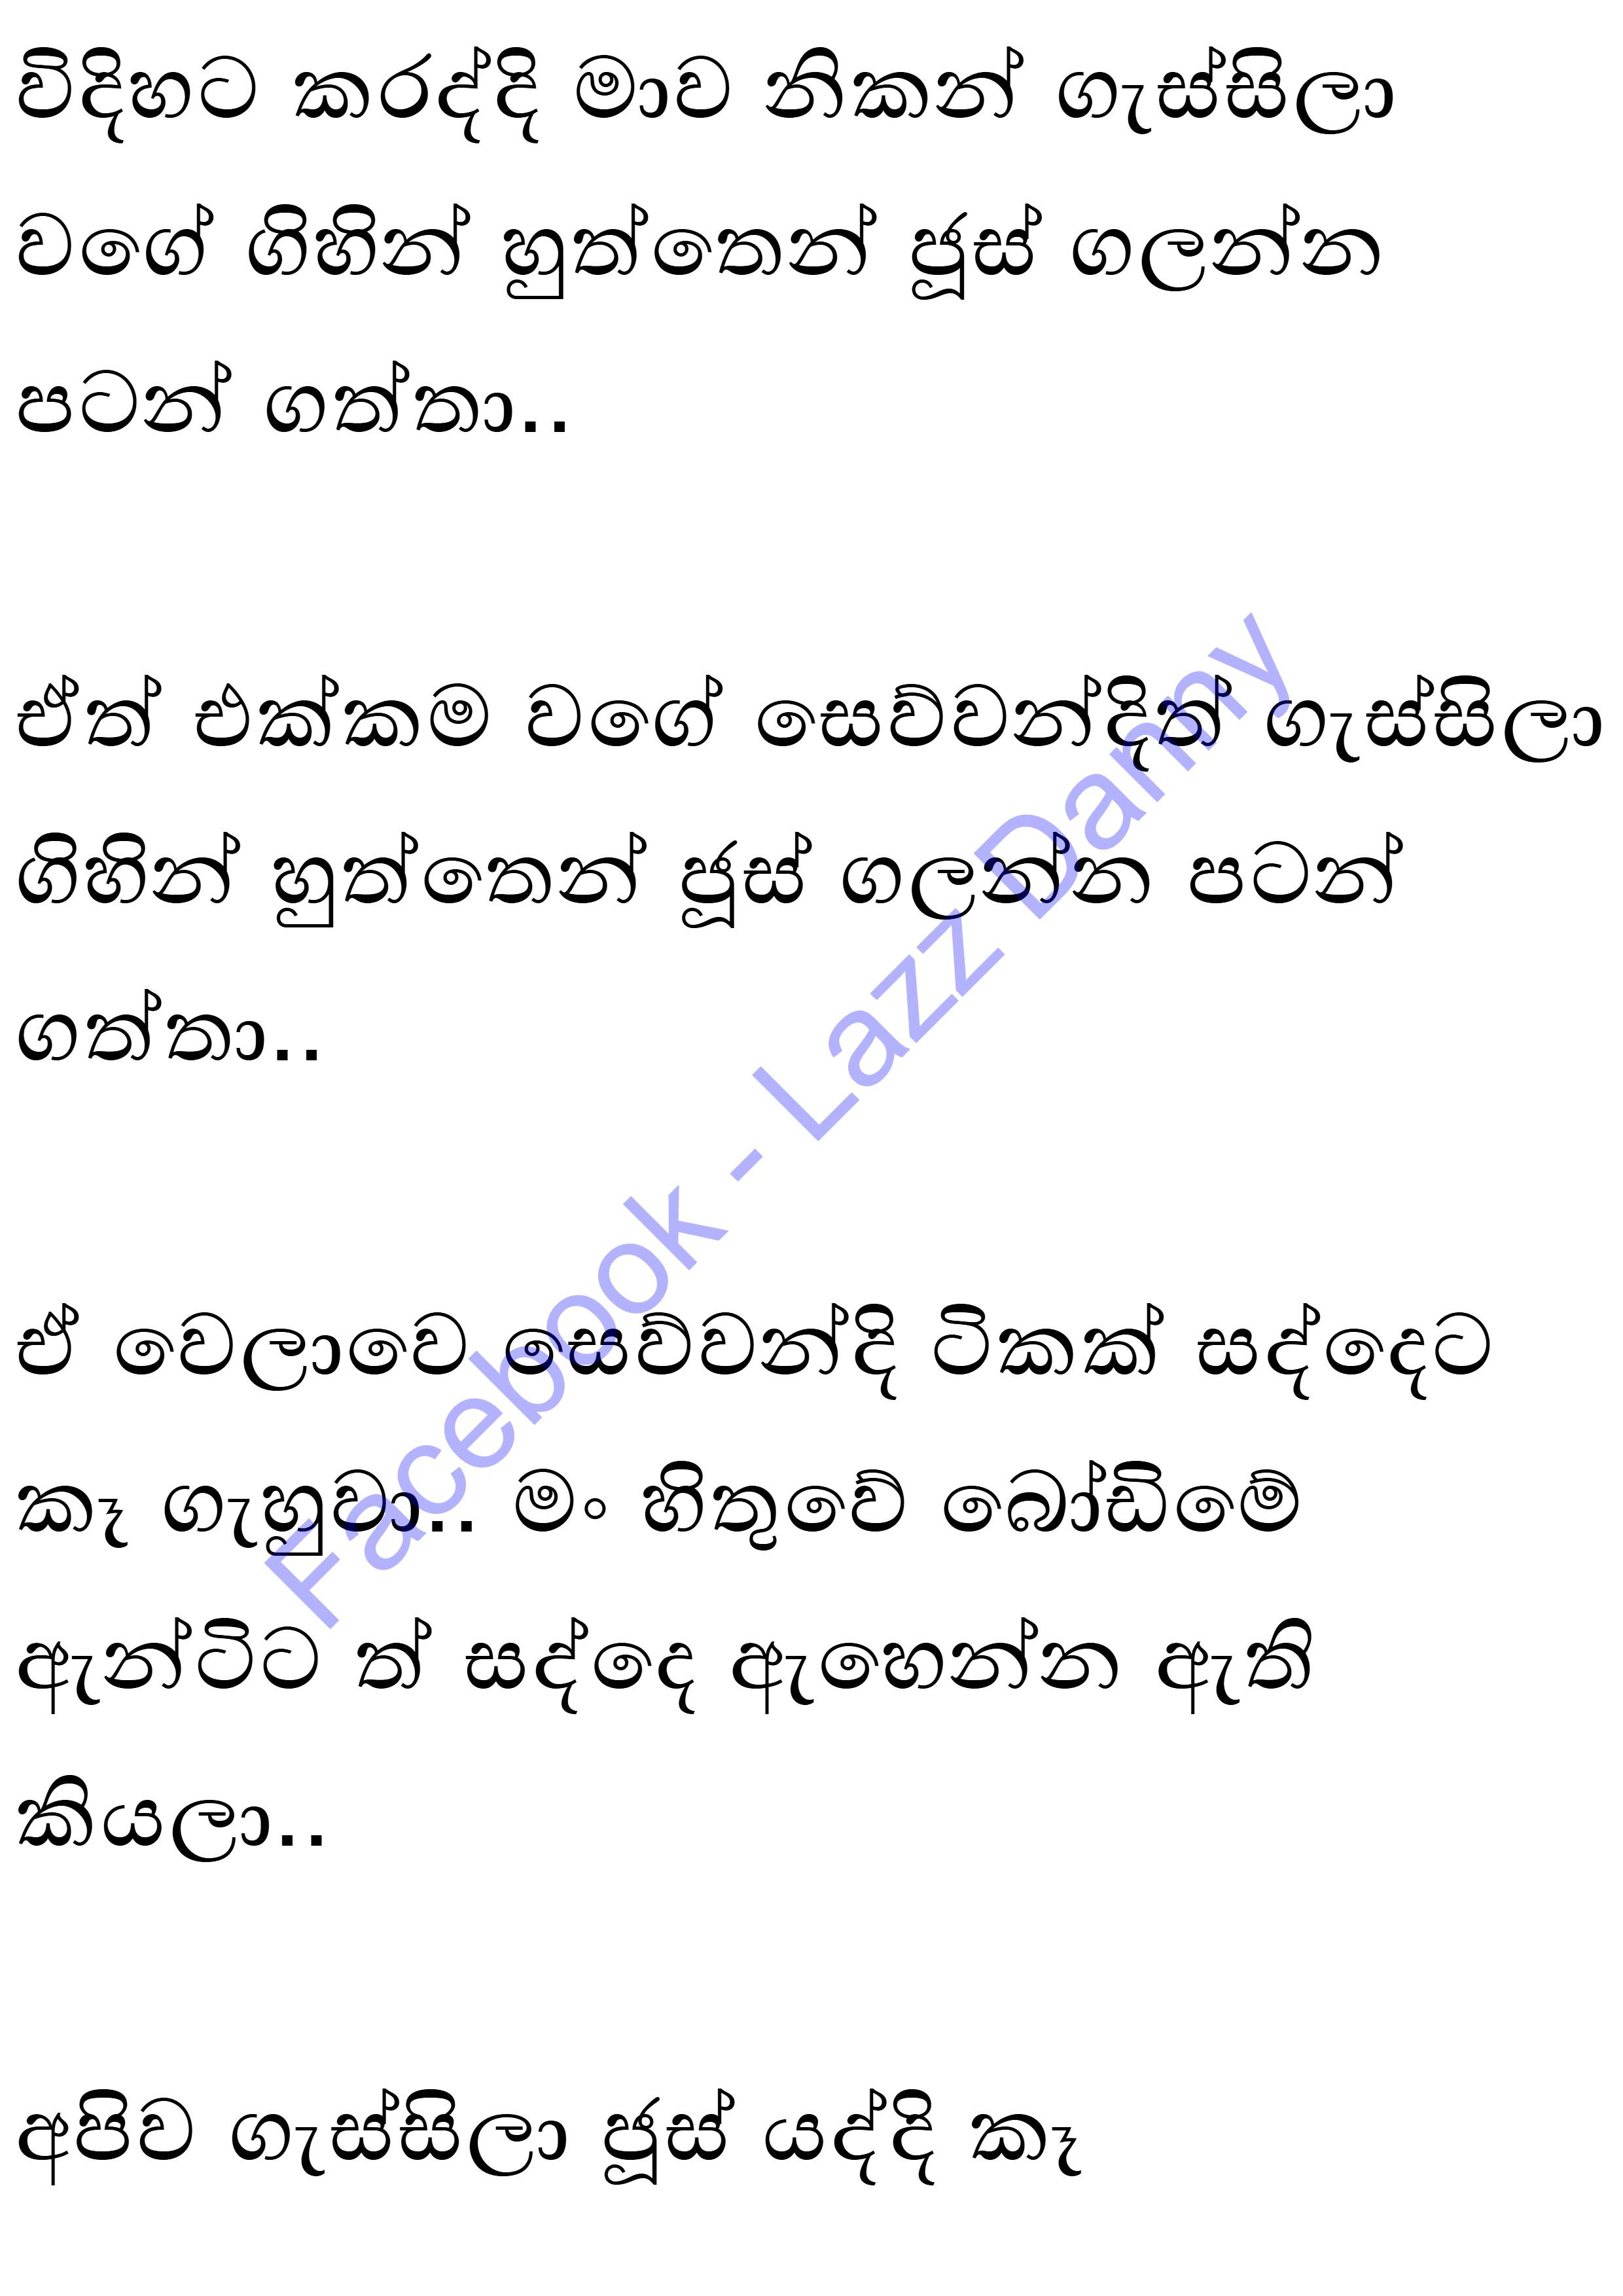 විදිහට කරද්දි මාව නිකන් ගැස්සිලා
වගේ ගිහින් හුත්තෙන් ජූස් ගලන්න
පටන් ගත්තා..
ඒත් එක්කම වගේ සෙව්වන්දිත් ගැස්සිලා
ගිහින් හුත්තෙන් ජූස් ගලන්න පටන්
ගත්තා..
ඒ වෙලාවෙ සෙව්වන්දි ටිකක් සද්දෙට
කෑ ගැහුවා.. මං හිතුවේ බෝඩිමේ
ඇන්ටිට ත් සද්දෙ ඇහෙන්න ඇති
කියලා..
අපිව ගැස්සිලා ජූස් යද්දි කෑ
Facebook - Lazz Danny